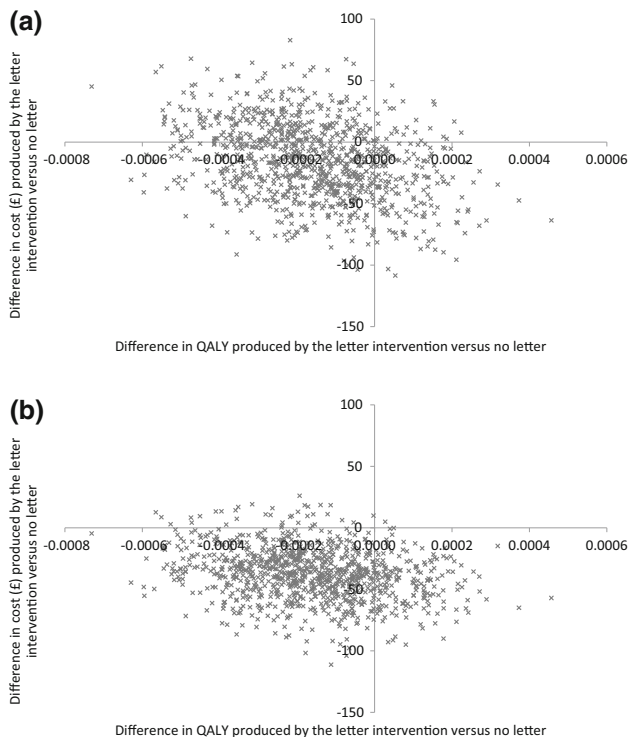 (a)
Difference in cost (£) produced by the letter
intervention versus no letter
100
50
0
-0.0008 -0.0006 -0.0004 -0.0002 0.0000 0.0002 0.0004 0.0006
-50
-100
-150
Difference in QALY produced by the letter intervention versus no letter
(b)
Difference in cost (£) produced by the letter
intervention versus no letter
100
50
0
-0.0008 -0.0006 -0.0004 -0.0002 0.0000 0.0002 0.0004 0.0006
-50
-100
-150
Difference in QALY produced by the letter intervention versus no letter